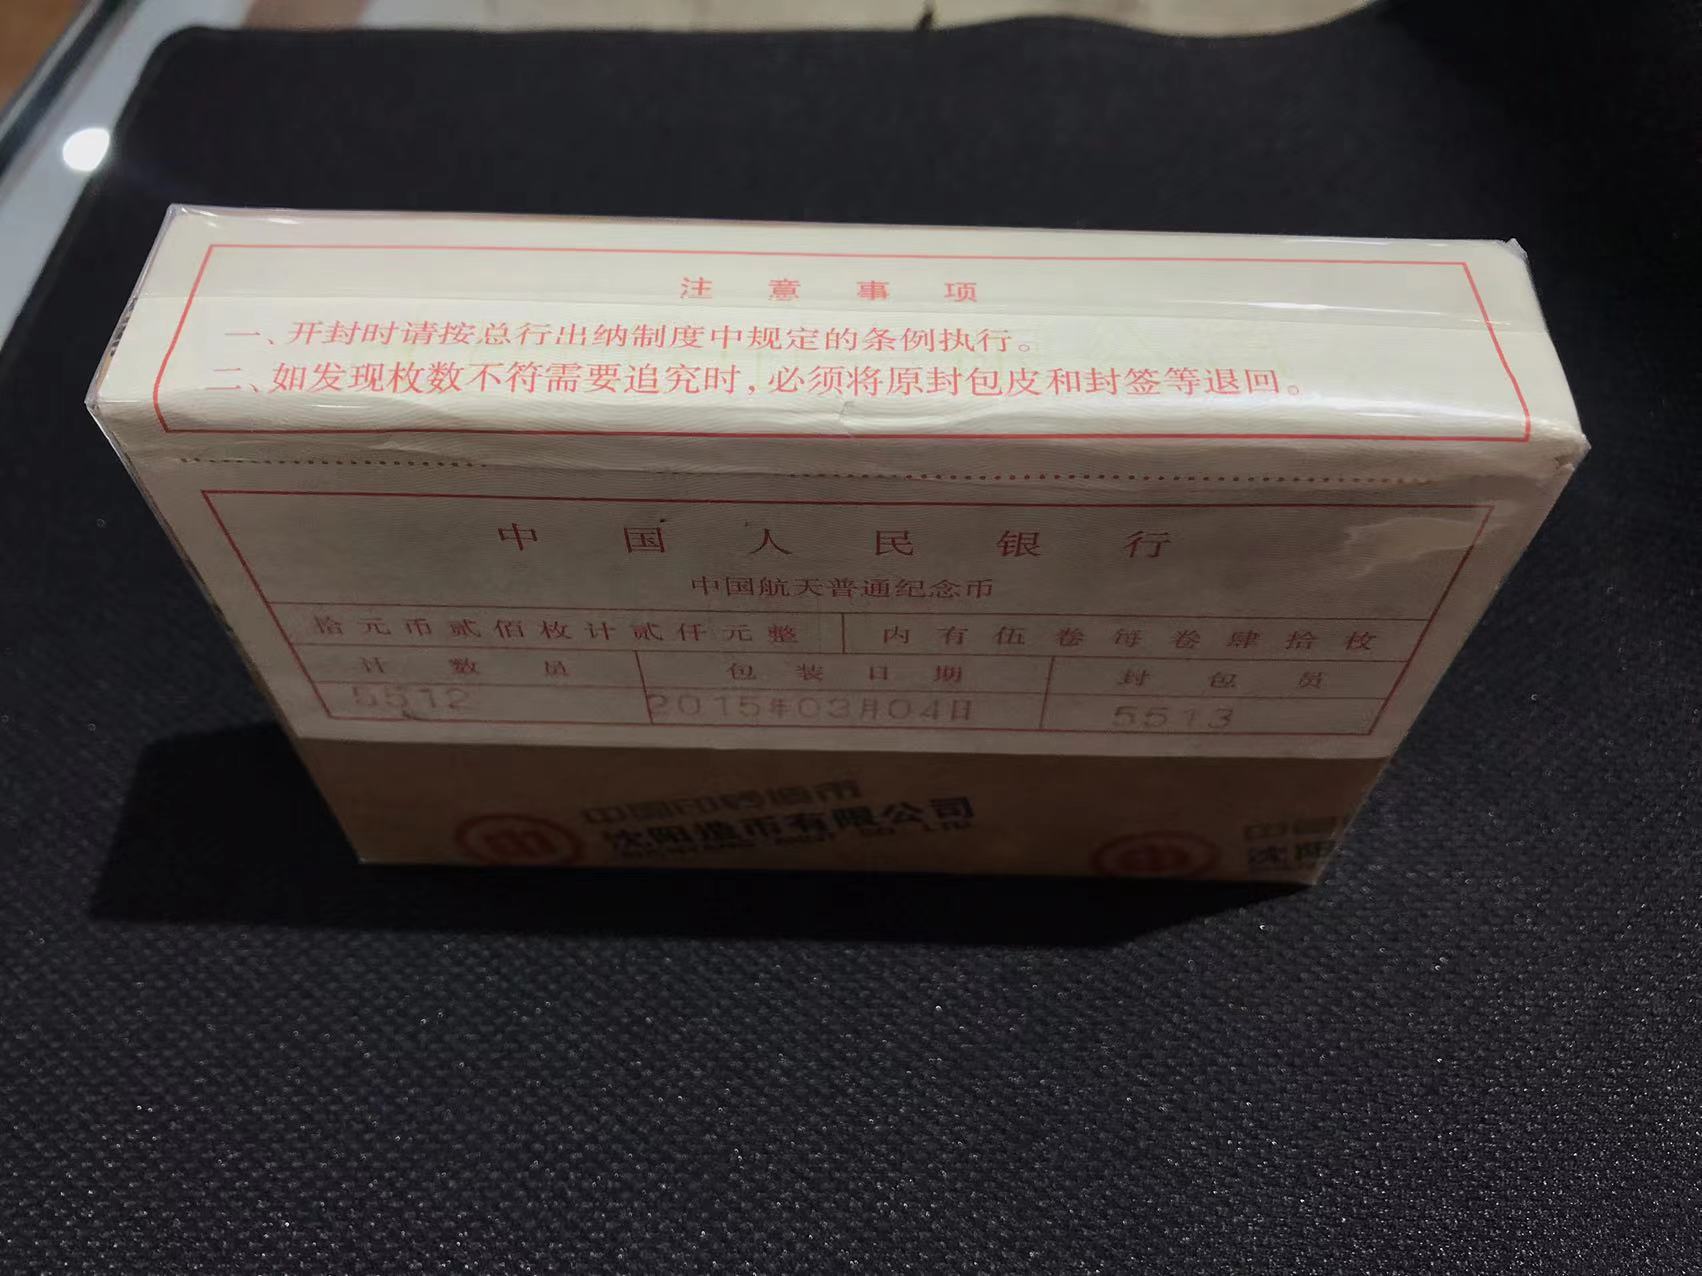 注意事项
一、开封时请按总行出纳制度中规定的条例执行。
二、如发现枚数不符需要追究时,必须将原封包皮和封签等退回。
中国人民银行
中国航天普通纪念币
拾元币贰佰枚计贰仟元整 内有伍卷每卷肆拾枚
计数员 包装日期 封包员
5512 2015年03月04日 5513
中国印钞造币
沈阳造币有限公司
沈阳